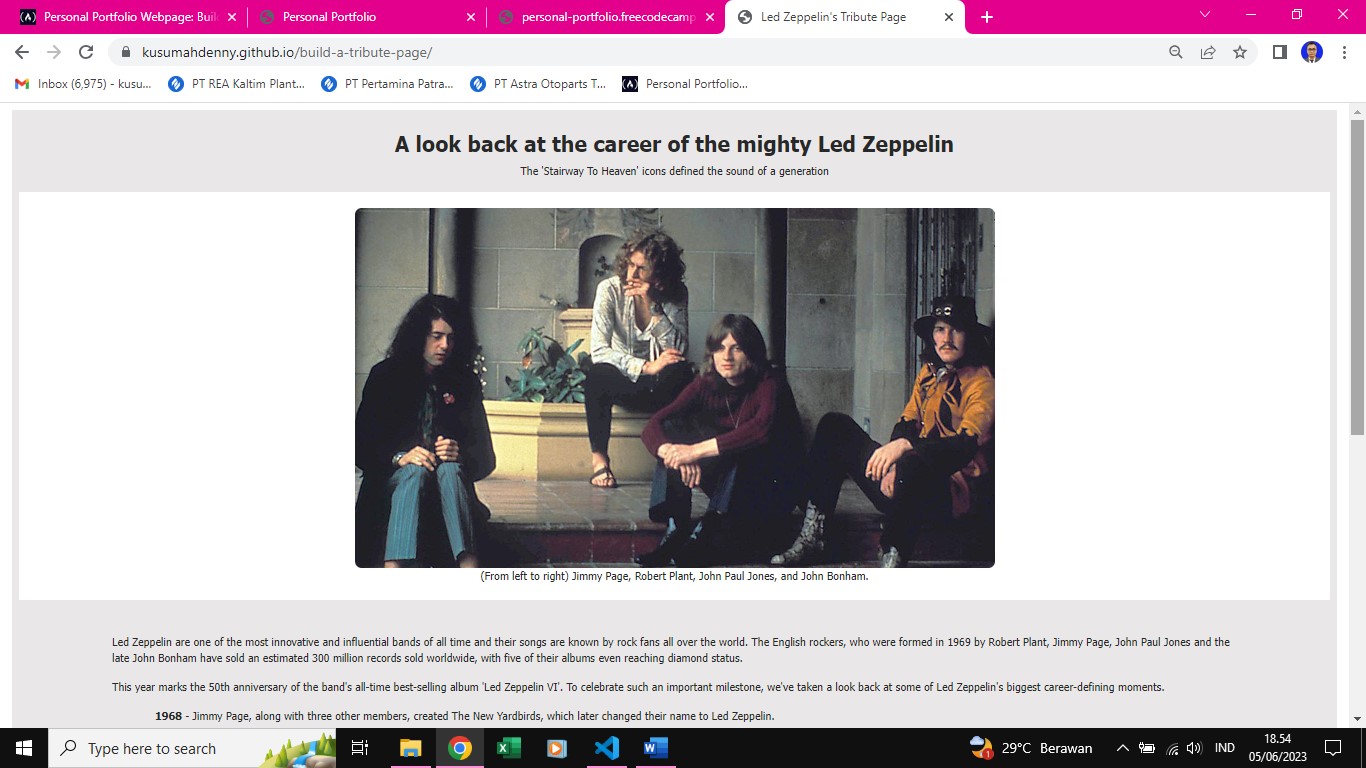 Personal Portfolio Webpage: Buil
Personal Portfolio
personal-portfolio.freecodecamp
Led Zeppelin's Tribute Page
kusumahdenny.github.io/build-a-tribute-page/
Inbox (6,975) - kusu...
PT REA Kaltim Plant...
PT Pertamina Patra...
PT Astra Otoparts T...
Personal Portfolio...
A look back at the career of the mighty Led Zeppelin
The 'Stairway To Heaven' icons defined the sound of a generation
(From left to right) Jimmy Page, Robert Plant, John Paul Jones, and John Bonham.
Led Zeppelin are one of the most innovative and influential bands of all time and their songs are known by rock fans all over the world. The English rockers, who were formed in 1969 by Robert Plant, Jimmy Page, John Paul Jones and the
late John Bonham have sold an estimated 300 million records sold worldwide, with five of their albums even reaching diamond status.
This year marks the 50th anniversary of the band's all-time best-selling album 'Led Zeppelin VI'. To celebrate such an important milestone, we've taken a look back at some of Led Zeppelin's biggest career-defining moments.
1968 - Jimmy Page, along with three other members, created The New Yardbirds, which later changed their name to Led Zeppelin.
Type here to search
1
29°C Berawan
IND
18.54
05/06/2023